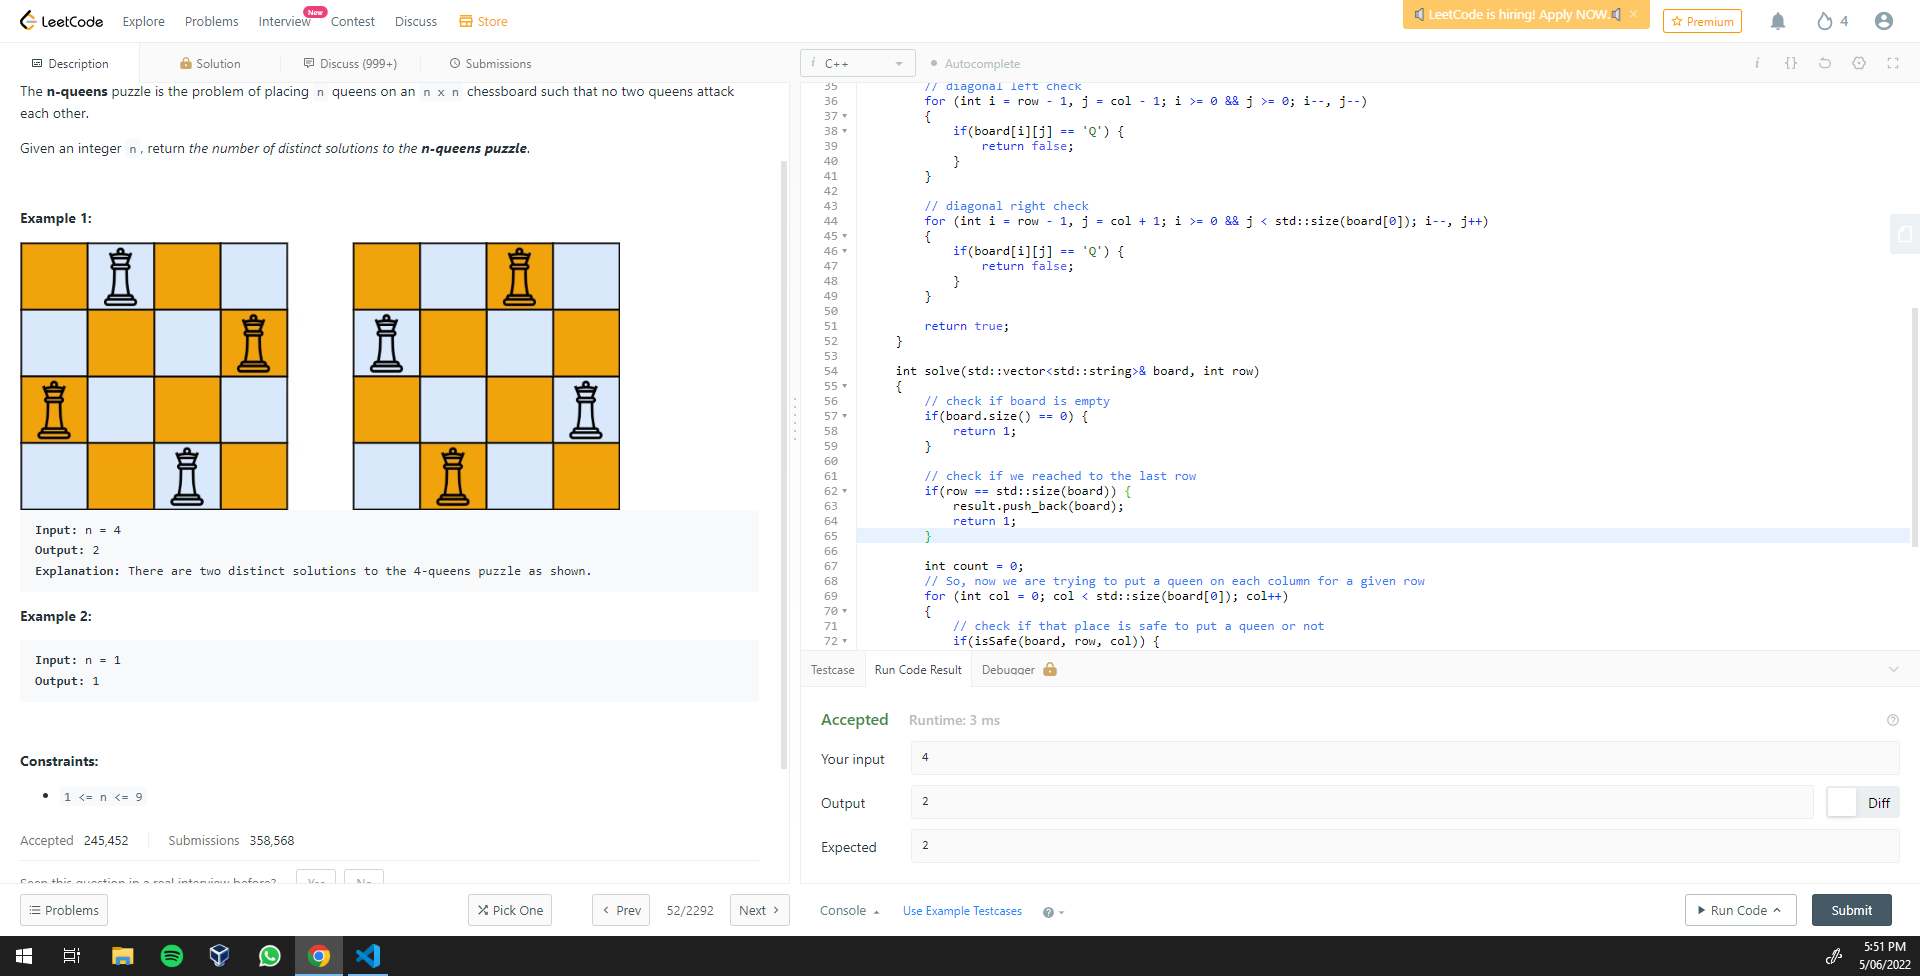 LeetCode Explore Problems Interview New Contest Discuss Store LeetCode is hiring! Apply NOW. × Premium 4
Description Solution Discuss (999+) Submissions
The n-queens puzzle is the problem of placing n queens on an n x n chessboard such that no two queens attack
each other.
Given an integer n, return the number of distinct solutions to the n-queens puzzle.
Example 1:
Input: n = 4
Output: 2
Explanation: There are two distinct solutions to the 4-queens puzzle as shown.
Example 2:
Input: n = 1
Output: 1
Constraints:
• 1 <= n <= 9
Accepted 245,452 Submissions 358,568
Seen this question in a real interview before? Yes No
Problems Pick One Prev 52/2292 Next
i C++ Autocomplete i {}
35 // diagonal left check
36 for (int i = row - 1, j = col - 1; i >= 0 && j >= 0; i--, j--)
37 {
38 if(board[i][j] == 'Q') {
39 return false;
40 }
41 }
42
43 // diagonal right check
44 for (int i = row - 1, j = col + 1; i >= 0 && j < std::size(board[0]); i--, j++)
45 {
46 if(board[i][j] == 'Q') {
47 return false;
48 }
49 }
50
51 return true;
52 }
53
54 int solve(std::vector<std::string>& board, int row)
55 {
56 // check if board is empty
57 if(board.size() == 0) {
58 return 1;
59 }
60
61 // check if we reached to the last row
62 if(row == std::size(board)) {
63 result.push_back(board);
64 return 1;
65 }
66
67 int count = 0;
68 // So, now we are trying to put a queen on each column for a given row
69 for (int col = 0; col < std::size(board[0]); col++)
70 {
71 // check if that place is safe to put a queen or not
72 if(isSafe(board, row, col)) {
Testcase Run Code Result Debugger
Accepted Runtime: 3 ms
Your input 4
Output 2 Diff
Expected 2
Console Use Example Testcases Run Code Submit
5:51 PM
5/06/2022